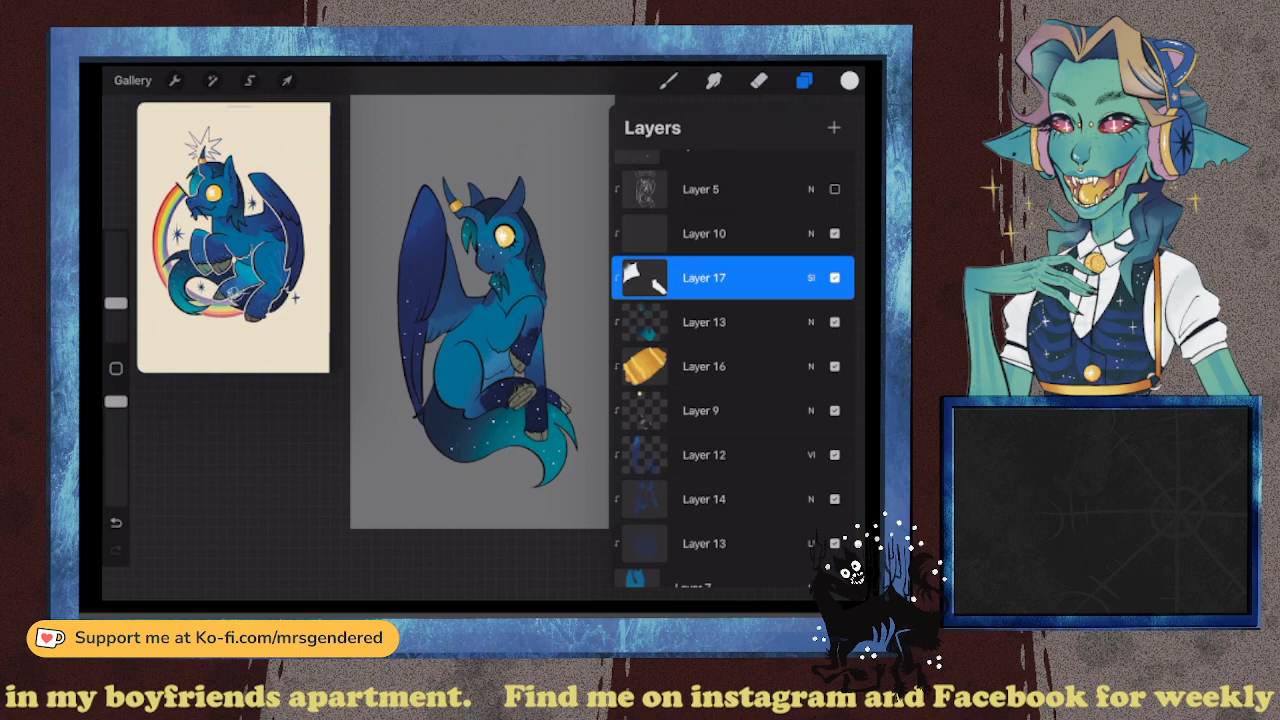 Gallery
Layers
Layer 5 N
Layer 10 N
Layer 17 Sl
Layer 13 N
Layer 16 N
Layer 9 N
Layer 12 Vl
Layer 14 N
Layer 13
Support me at Ko-fi.com/mrsgendered
in my boyfriends apartment. Find me on instagram and Facebook for weekly